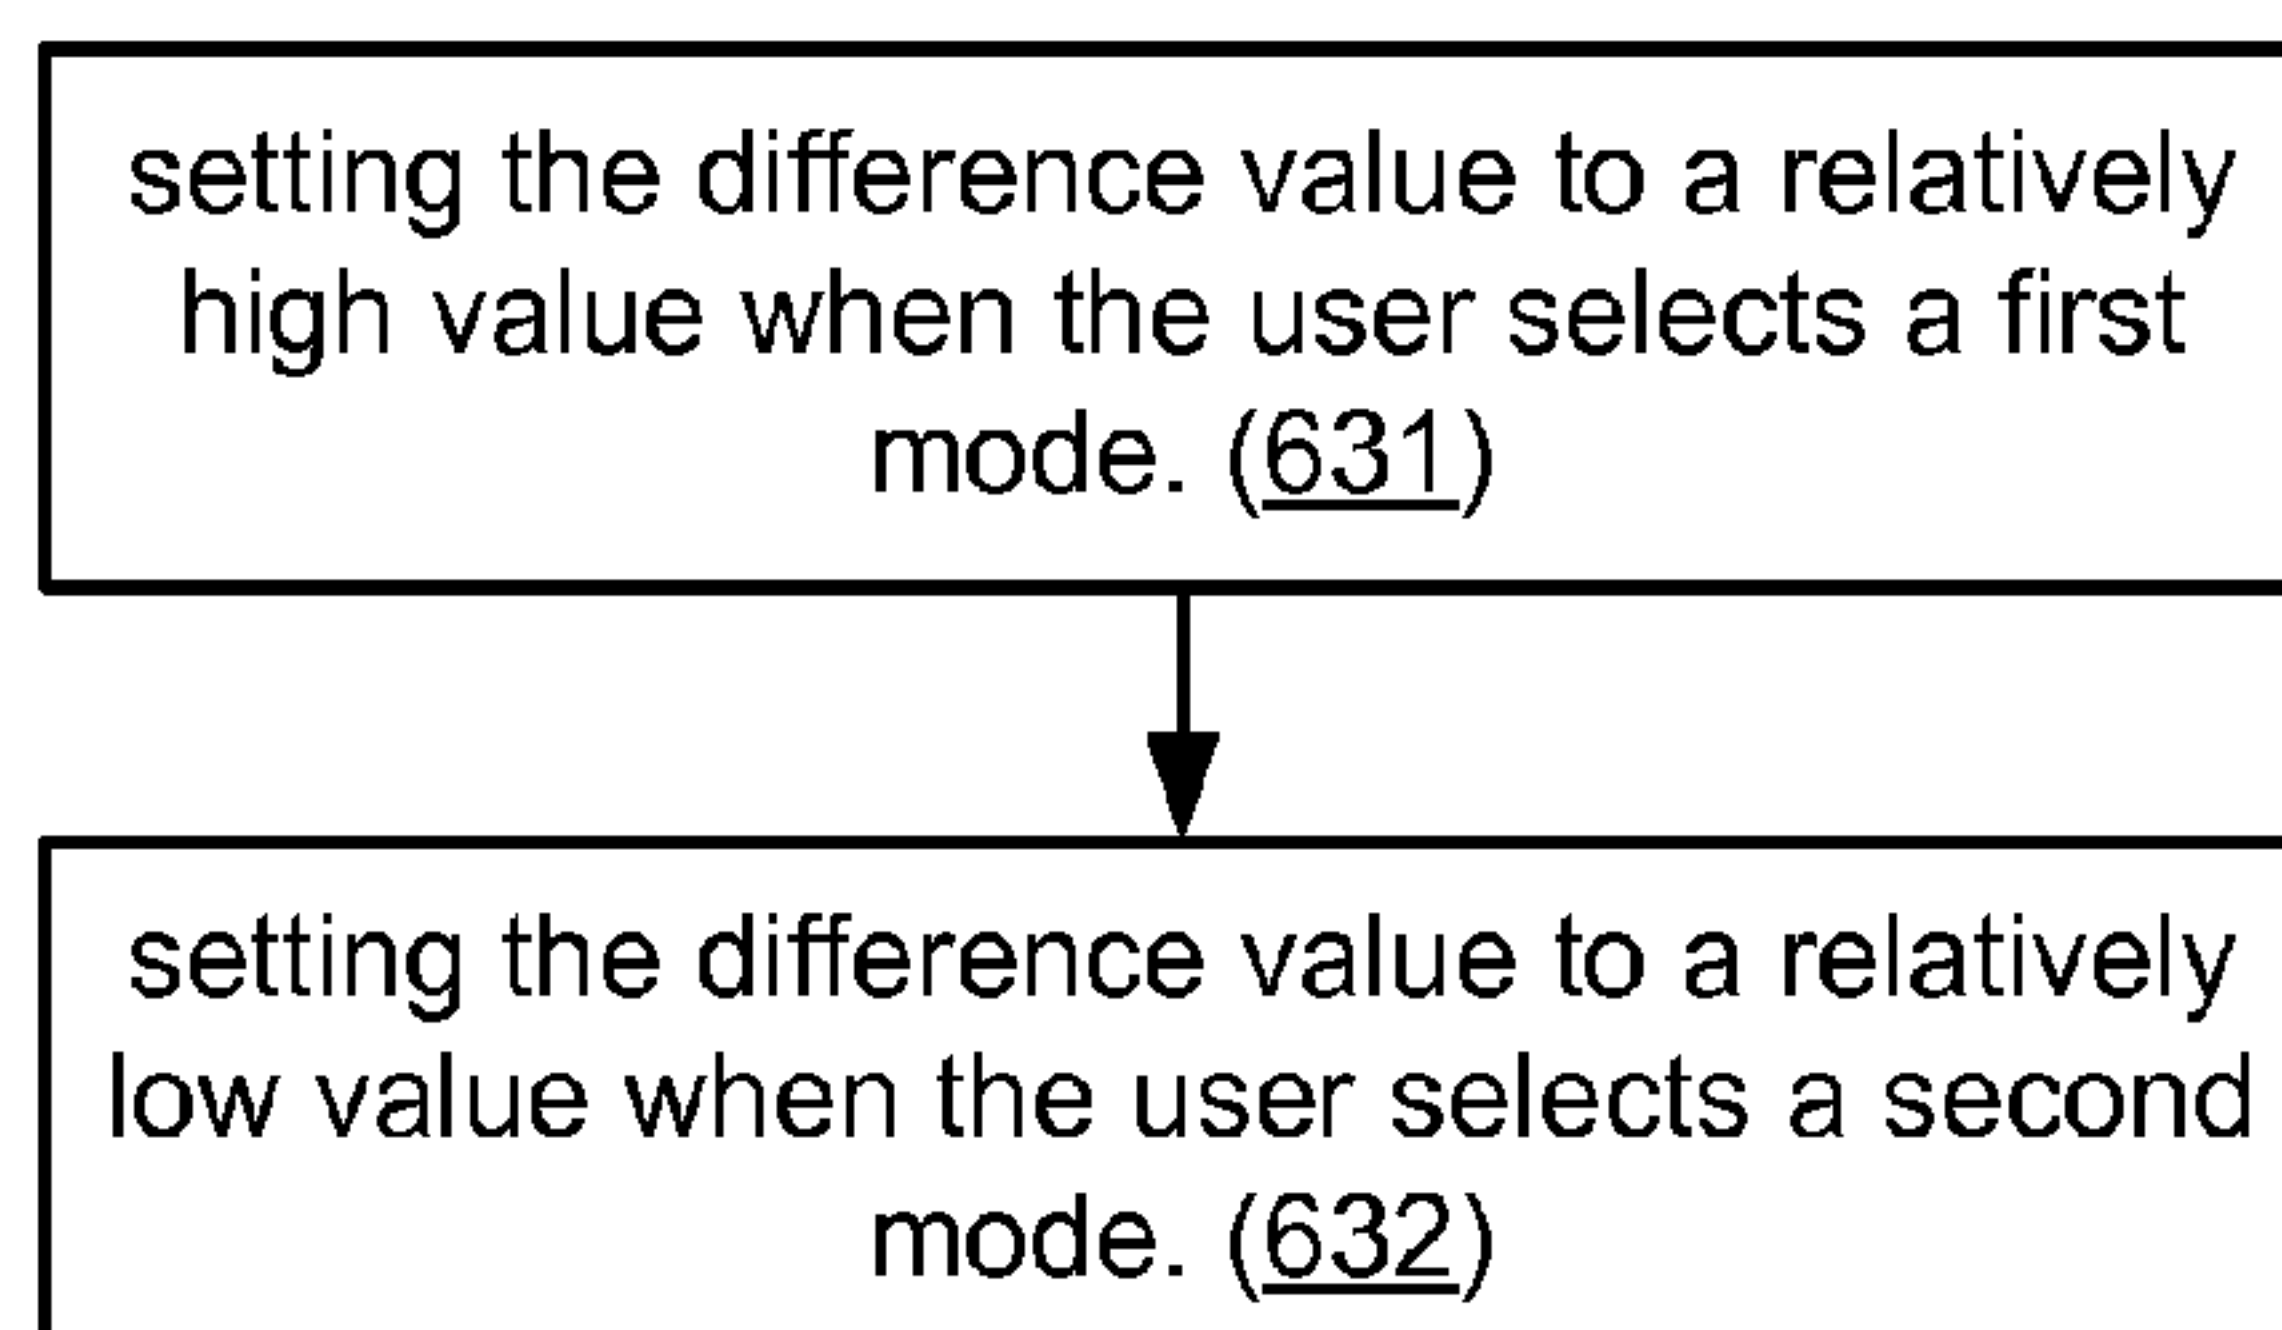 setting the difference value to a relatively
high value when the user selects a first
mode. (631)
setting the difference value to a relatively
low value when the user selects a second
mode. (632)